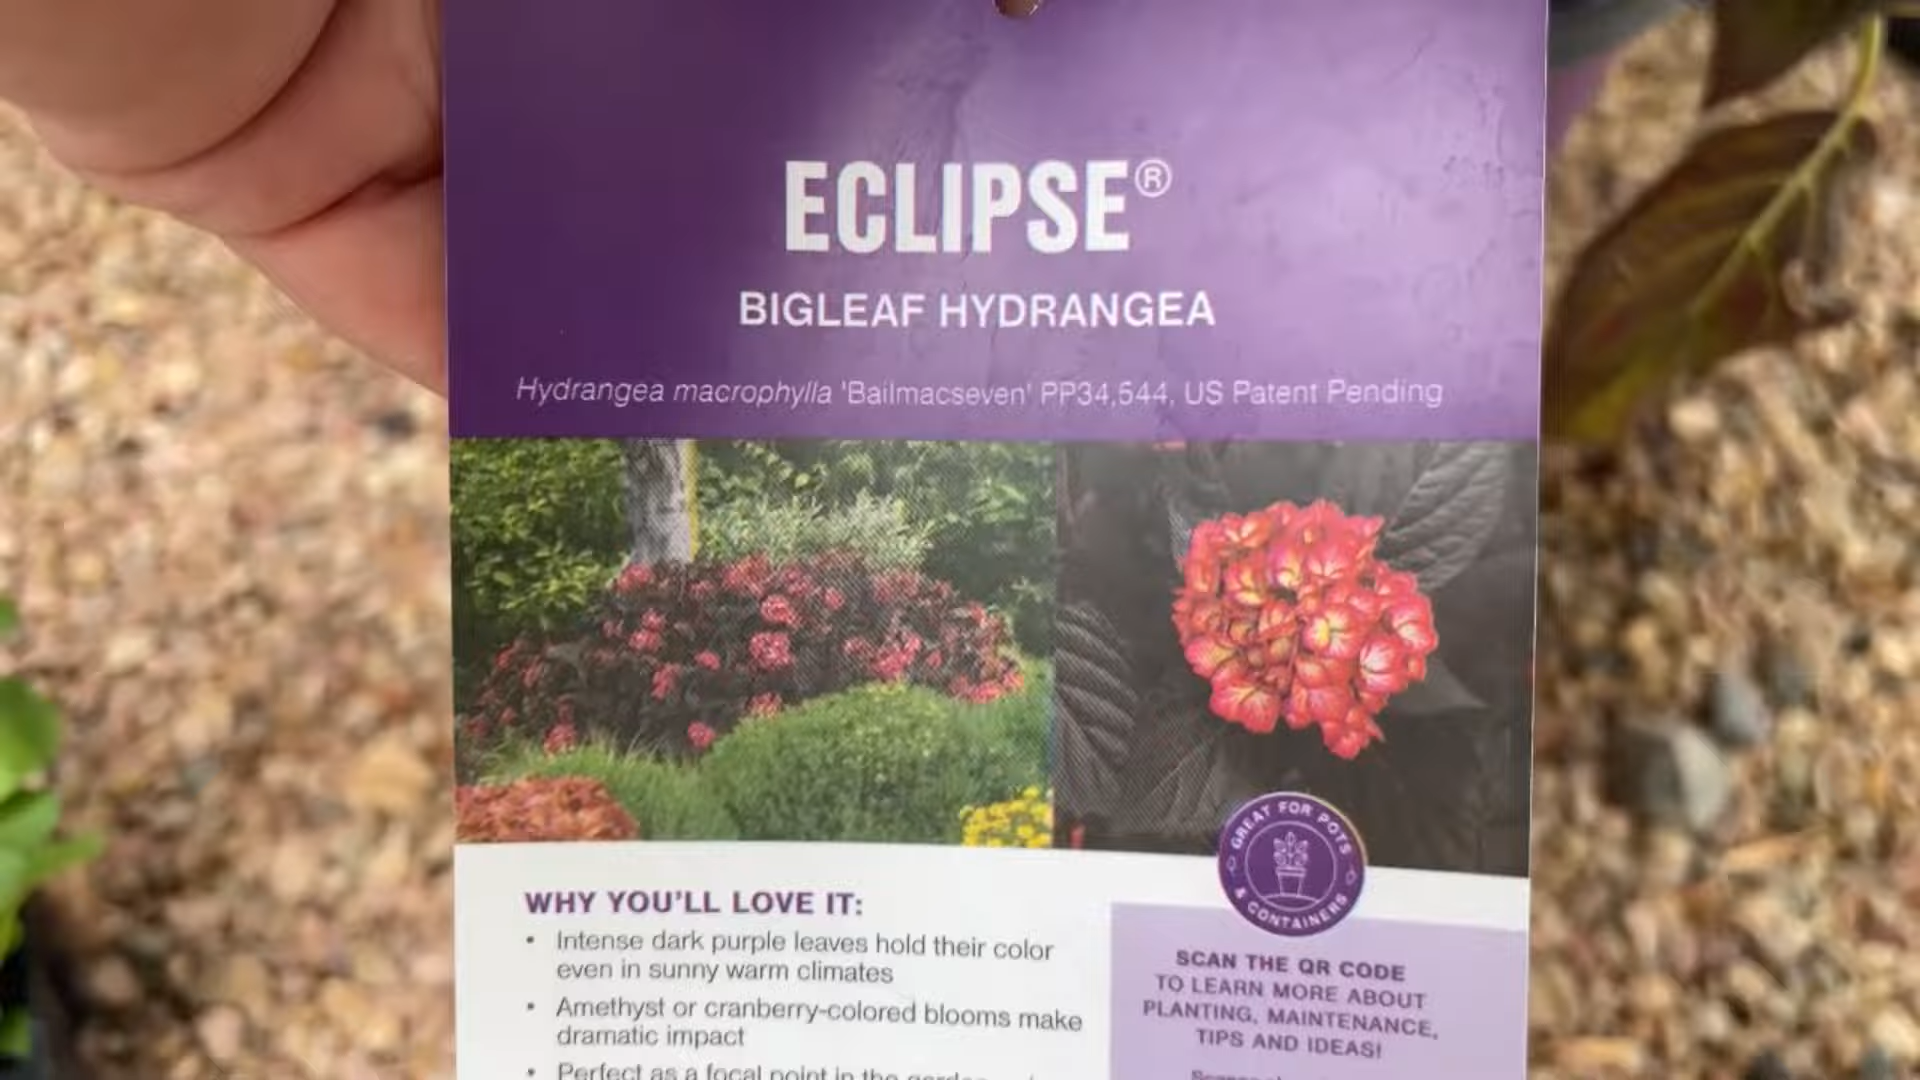 ECLIPSE®
BIGLEAF HYDRANGEA
Hydrangea macrophylla 'Bailmacseven' PP34,544, US Patent Pending
GREAT FOR POTS
& CONTAINERS
WHY YOU'LL LOVE IT:
• Intense dark purple leaves hold their color
even in sunny warm climates
• Amethyst or cranberry-colored blooms make
dramatic impact
• Perfect as a focal point in the
SCAN THE QR CODE
TO LEARN MORE ABOUT
PLANTING, MAINTENANCE,
TIPS AND IDEAS!